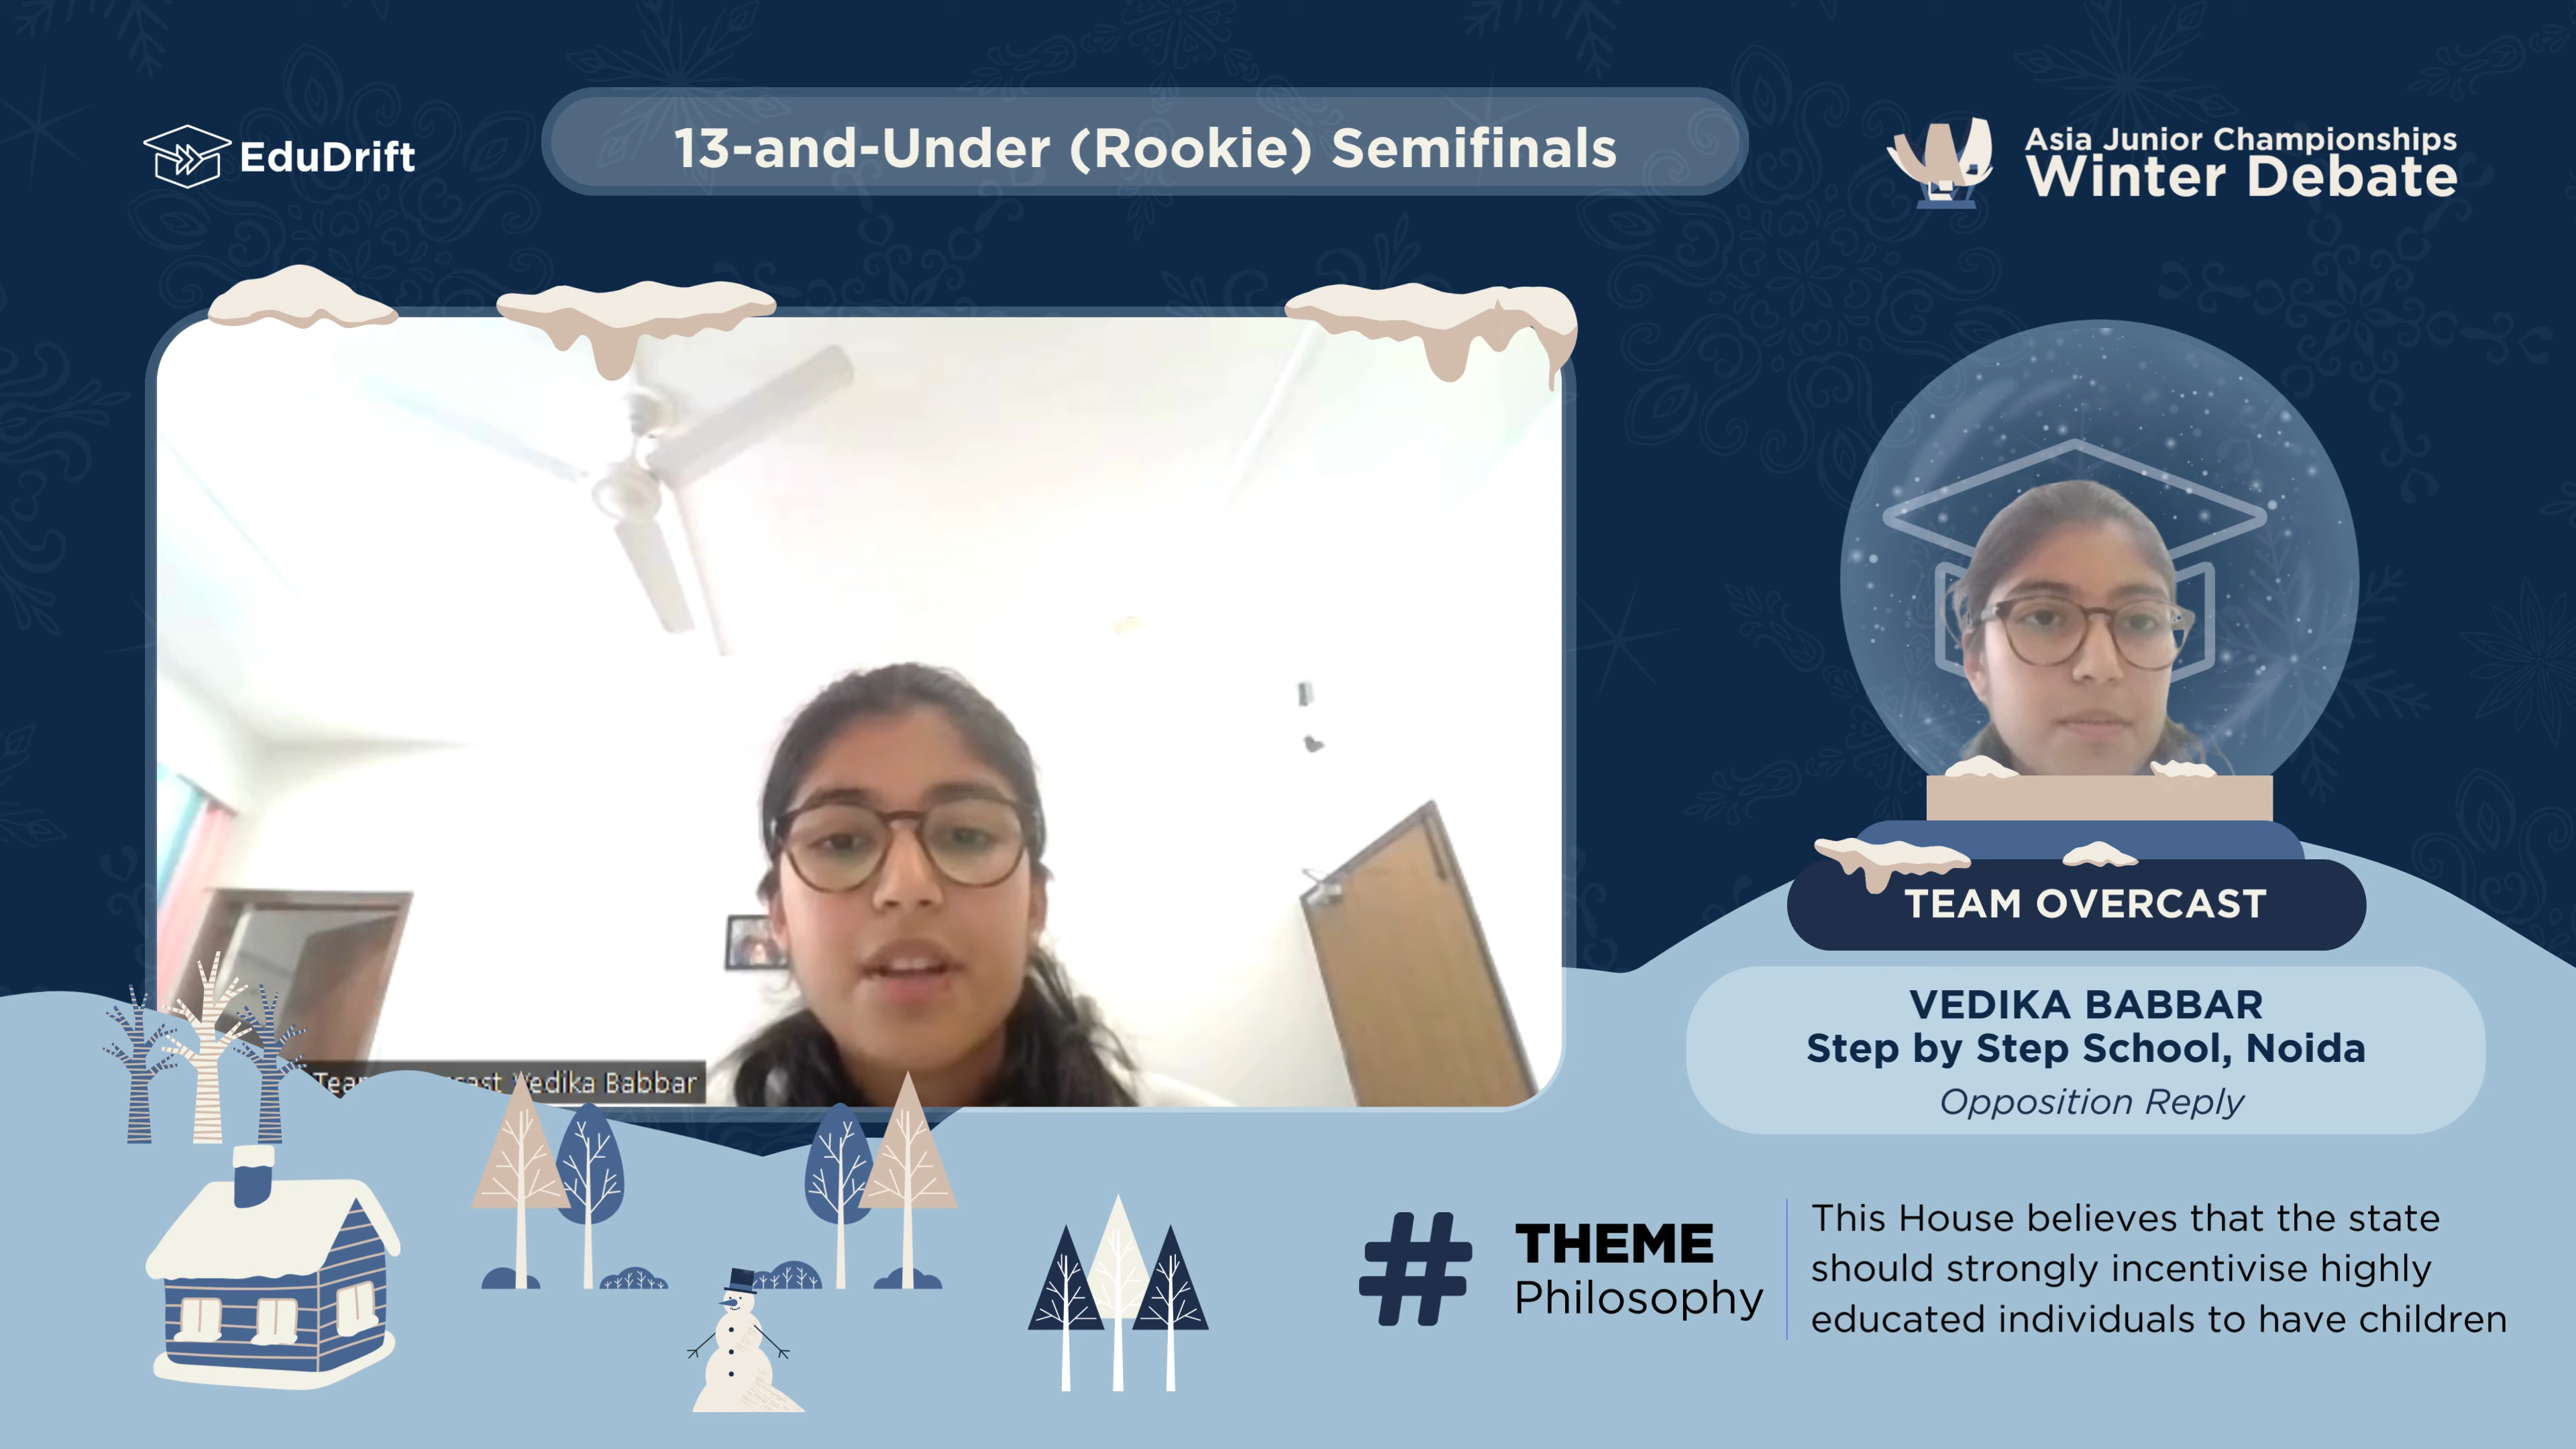 EduDrift
13-and-Under (Rookie) Semifinals
Asia Junior Championships
Winter Debate
Vedika Babbar
TEAM OVERCAST
VEDIKA BABBAR
Step by Step School, Noida
Opposition Reply
#
THEME
Philosophy
This House believes that the state
should strongly incentivise highly
educated individuals to have children